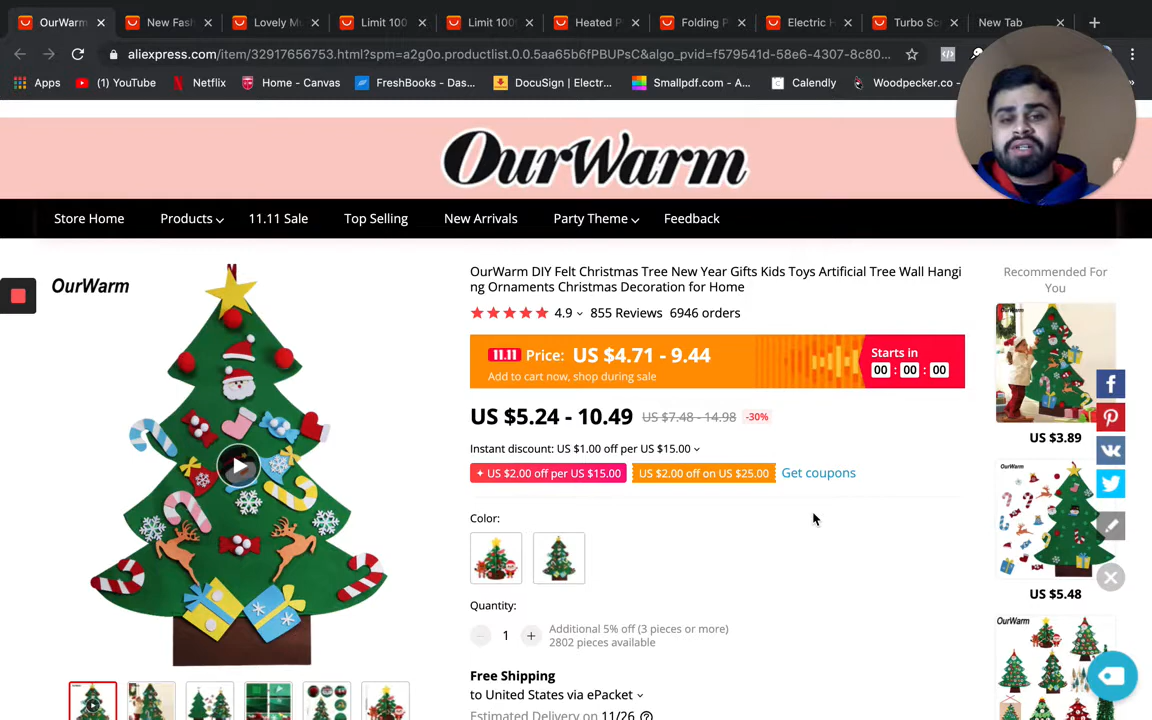 OurWarm
New Fash
Lovely Mu
Limit 100
Limit 100%
Heated P
Folding P
Electric H
Turbo Sc
New Tab
aliexpress.com/item/32917656753.html?spm=a2g0o.productlist.0.0.5aa65b6fPBUPsC&algo_pvid=f579541d-58e6-4307-8c80...
Apps
(1) YouTube
Netflix
Home - Canvas
FreshBooks - Das...
DocuSign | Electr...
Smallpdf.com - A...
Calendly
Woodpecker.co -
»
OurWarm
Store Home
Products
11.11 Sale
Top Selling
New Arrivals
Party Theme
Feedback
OurWarm
OurWarm DIY Felt Christmas Tree New Year Gifts Kids Toys Artificial Tree Wall Hangi
ng Ornaments Christmas Decoration for Home
4.9 855 Reviews 6946 orders
11.11 Price: US $4.71 - 9.44
Add to cart now, shop during sale
Starts in
00 : 00 : 00
US $5.24 - 10.49 US $7.48 - 14.98 -30%
Instant discount: US $1.00 off per US $15.00
US $2.00 off per US $15.00 US $2.00 off on US $25.00 Get coupons
Color:
Quantity:
1
Additional 5% off (3 pieces or more)
2802 pieces available
Free Shipping
to United States via ePacket
Estimated Delivery on 11/26
Recommended For
You
OurWarm
US $3.89
OurWarm
US $5.48
OurWarm